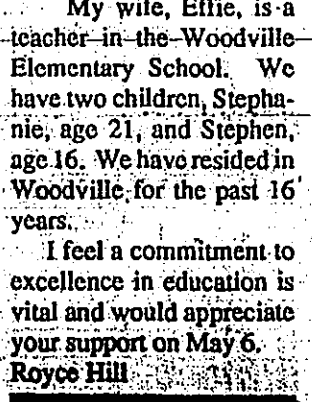 My wife, Effie, is a
teacher in the Woodville
Elementary School. We
have two children, Stepha-
nie, age 21, and Stephen,
age 16. We have resided in
Woodville for the past 16
years.
I feel a commitment to
excellence in education is
vital and would appreciate
your support on May 6.
Royce Hill